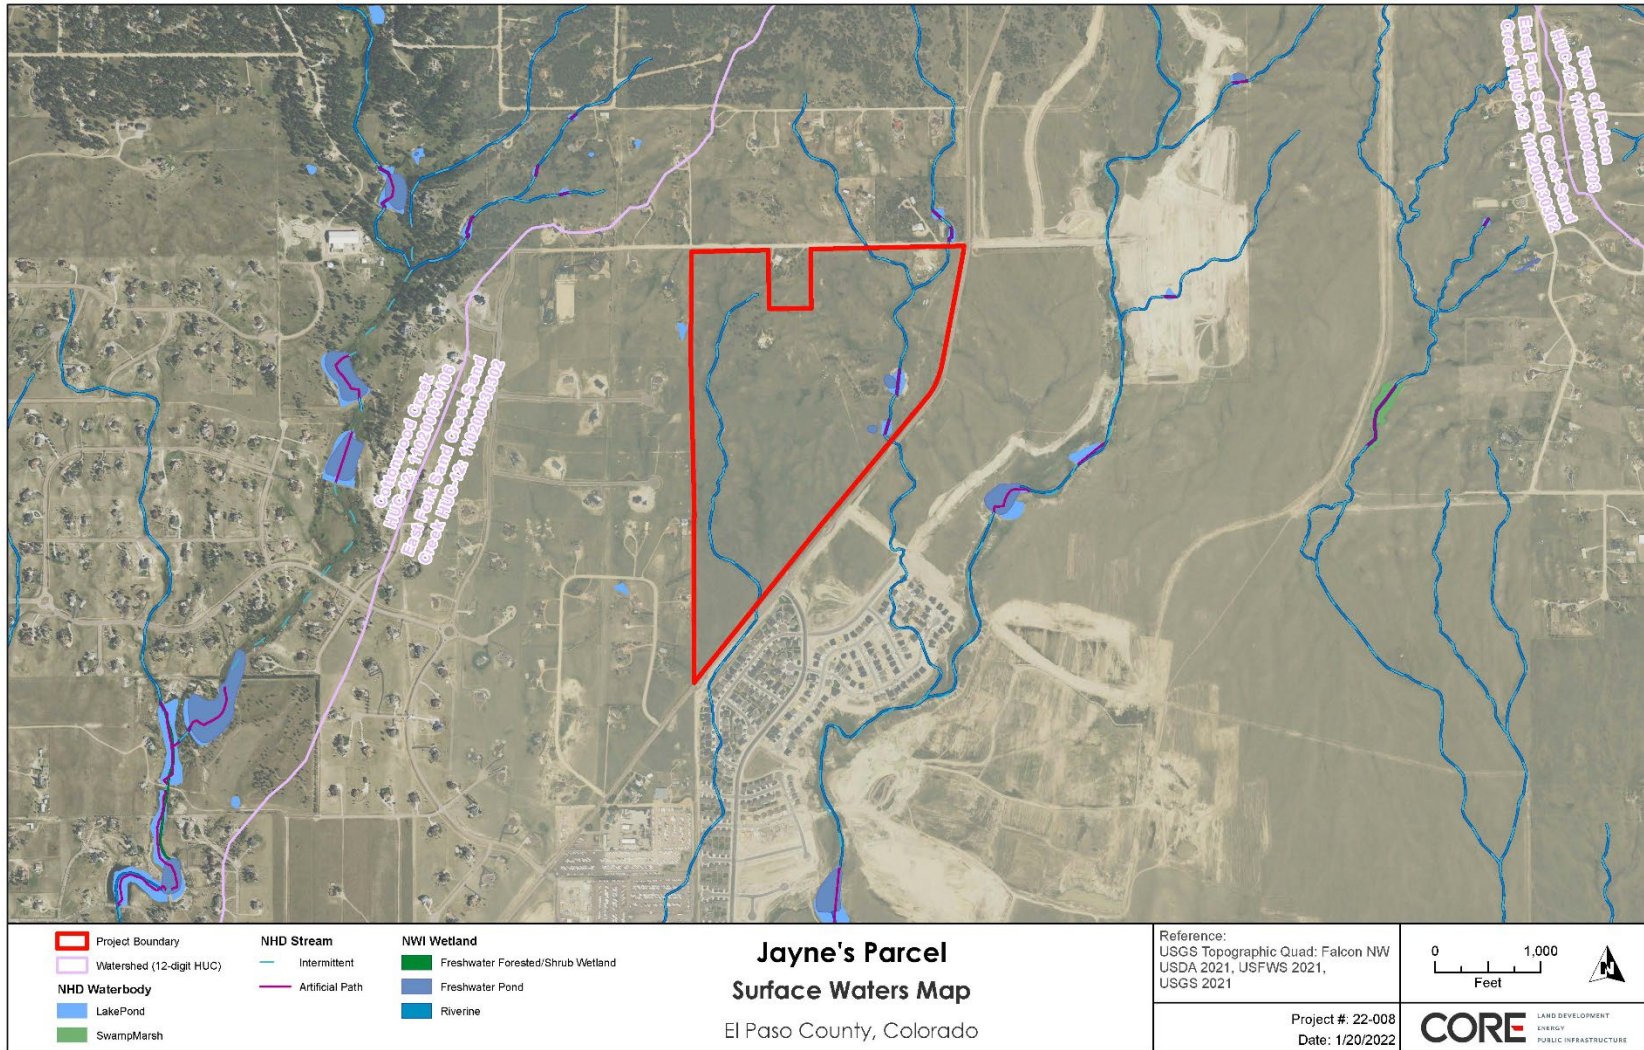 Town of Falcon
HUC-12: 110200040203
East Fork Sand Creek-Sand
Creek HUC-12: 110200030302
Cottonwood Creek
HUC-12: 110200030106
East Fork Sand Creek-Sand
Creek HUC-12: 110200030302
Project Boundary
Watershed (12-digit HUC)
NHD Waterbody
LakePond
SwampMarsh
NHD Stream
Intermittent
Artificial Path
NWI Wetland
Freshwater Forested/Shrub Wetland
Freshwater Pond
Riverine
Jayne's Parcel
Surface Waters Map
El Paso County, Colorado
Reference:
USGS Topographic Quad: Falcon NW
USDA 2021, USFWS 2021,
USGS 2021
Project #: 22-008
Date: 1/20/2022
0 1,000
Feet
N
CORE
LAND DEVELOPMENT
ENERGY
PUBLIC INFRASTRUCTURE